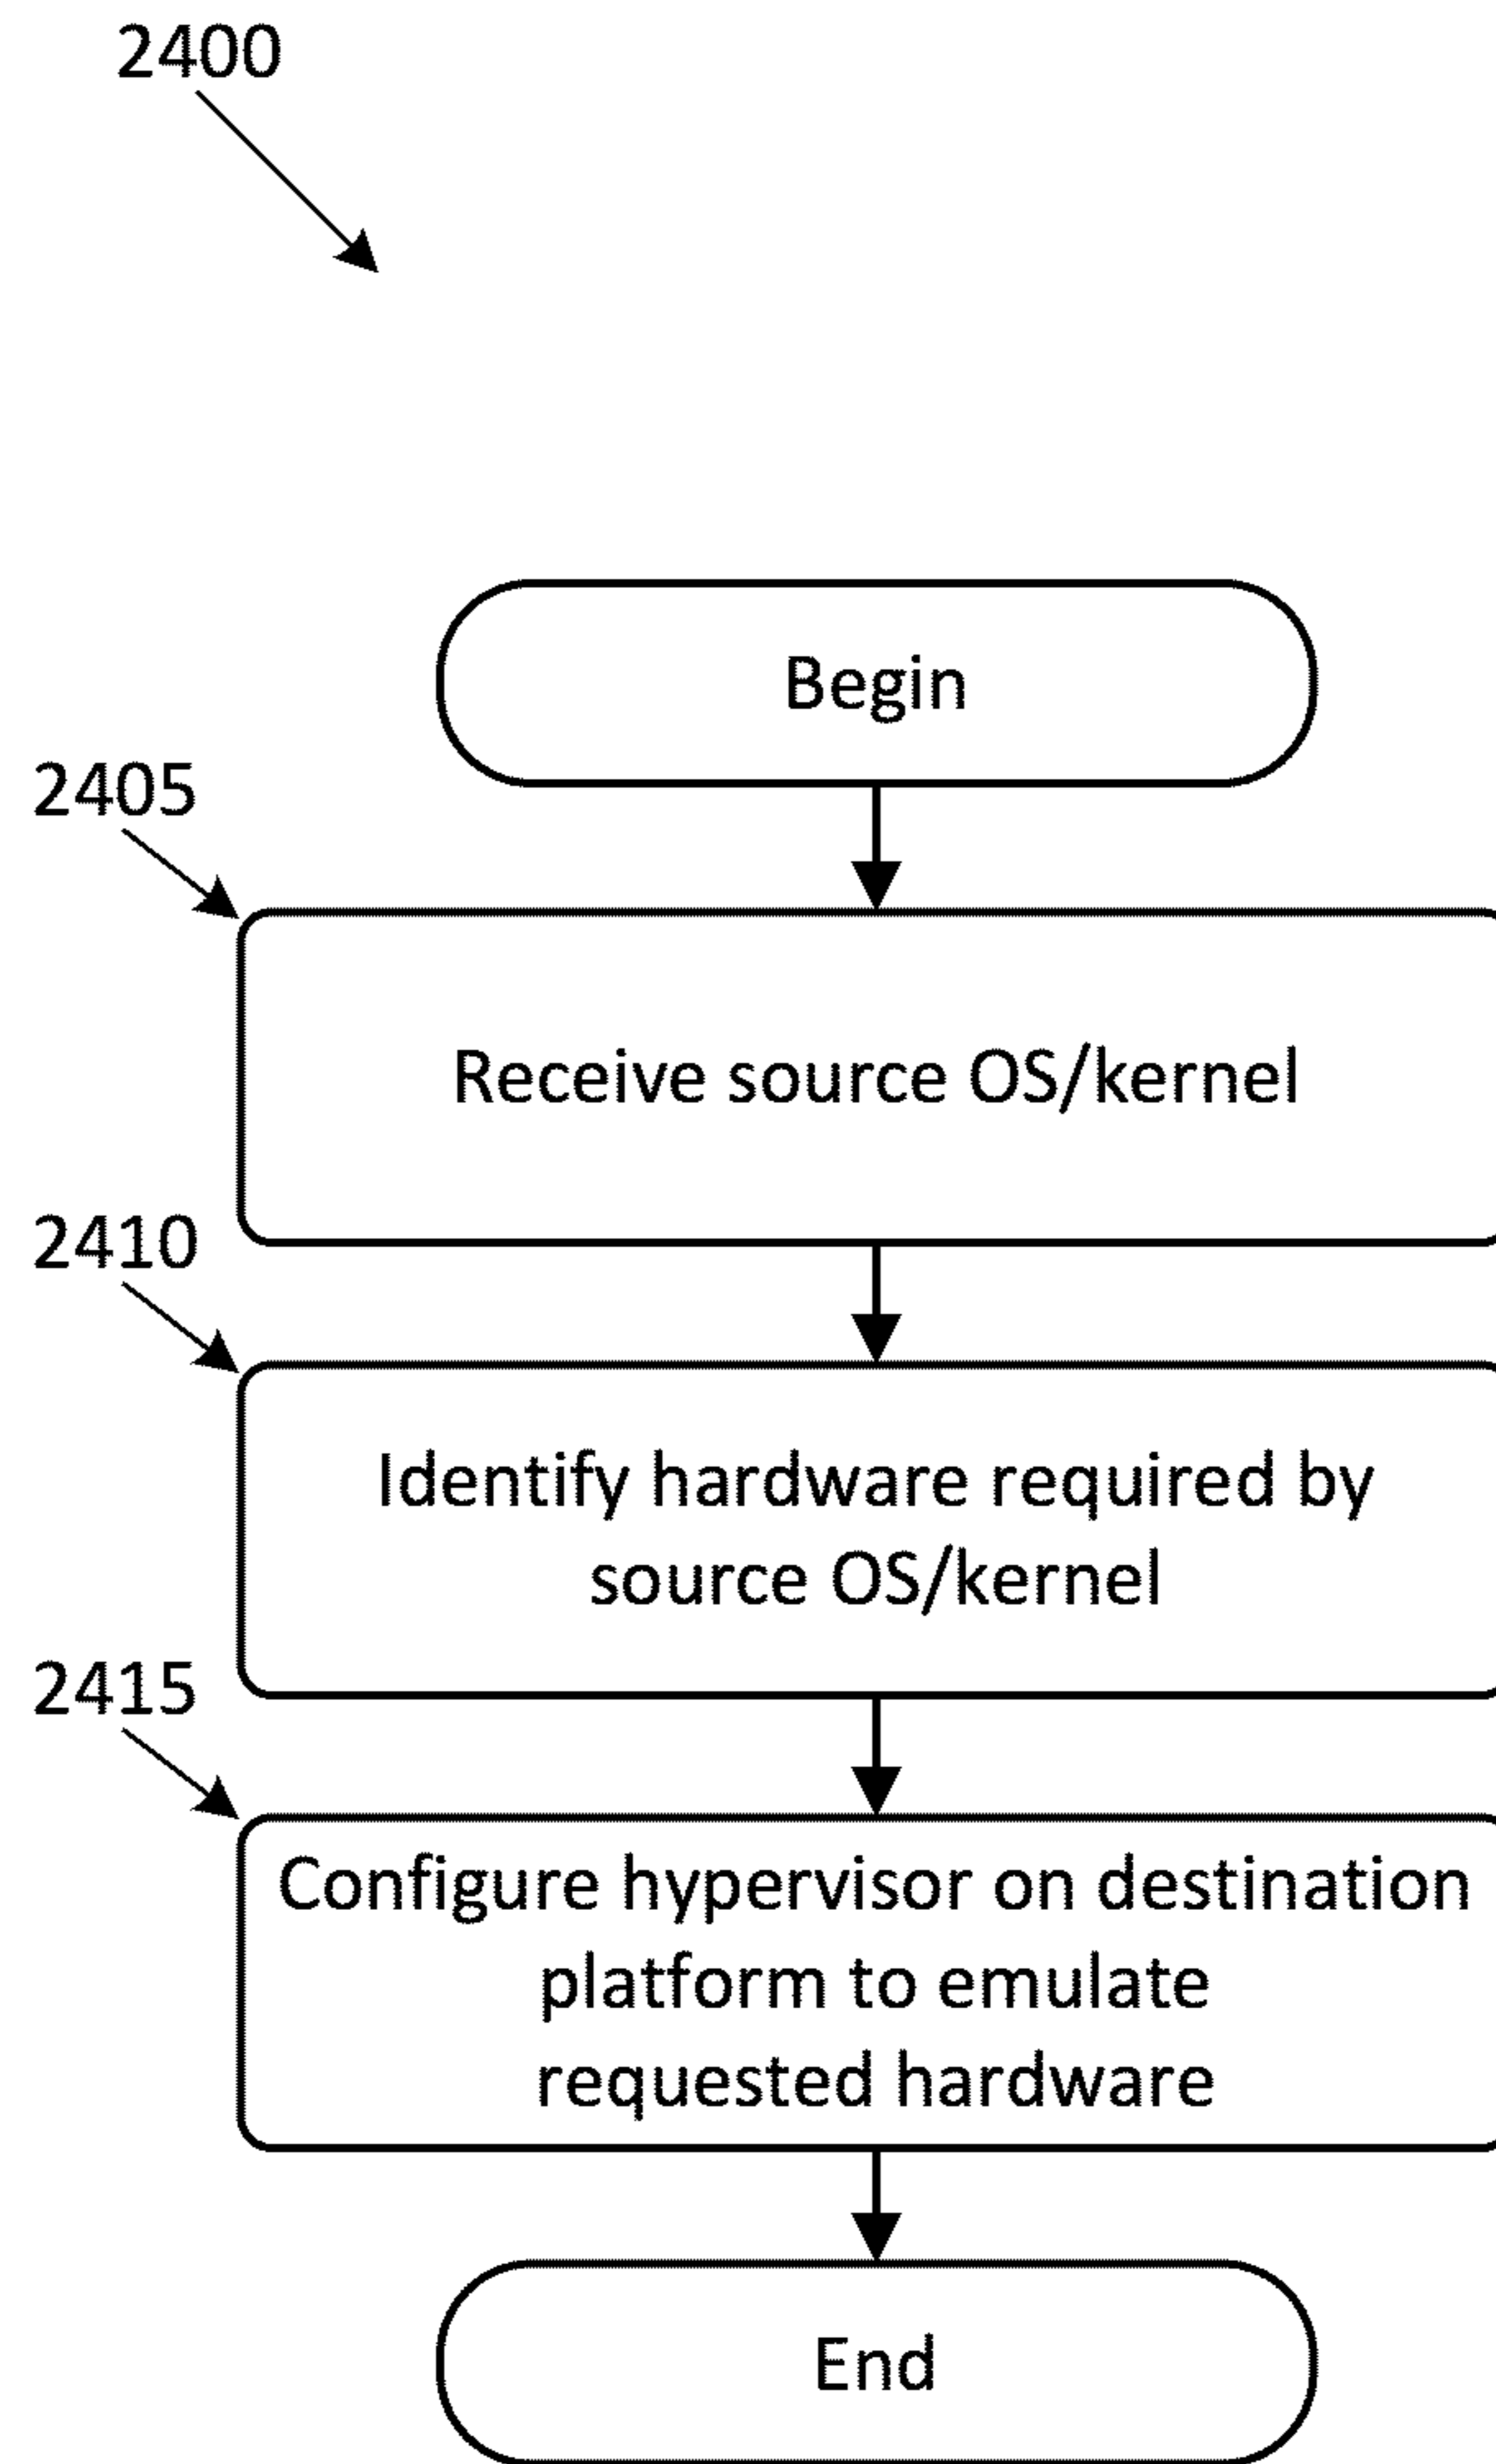 2400
Begin
2405
Receive source OS/kernel
2410
Identify hardware required by
source OS/kernel
2415
Configure hypervisor on destination
platform to emulate
requested hardware
End